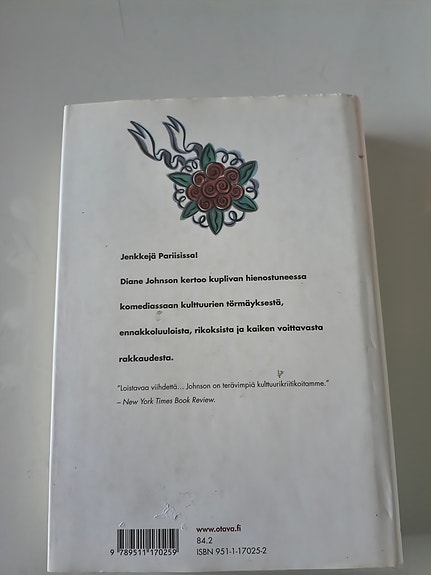 Jenkkejä Pariisissa!
Diane Johnson kertoo kuplivan hienostuneessa
komediassaan kulttuurien törmäyksestä,
ennakkoluuloista, rikoksista ja kaiken voittavasta
rakkaudesta.
"Loistavaa viihdettä... Johnson on terävimpiä kulttuurikriitikoitamme."
– New York Times Book Review.
www.otava.fi
84.2
ISBN 951-1-17025-2
9 789511 170259